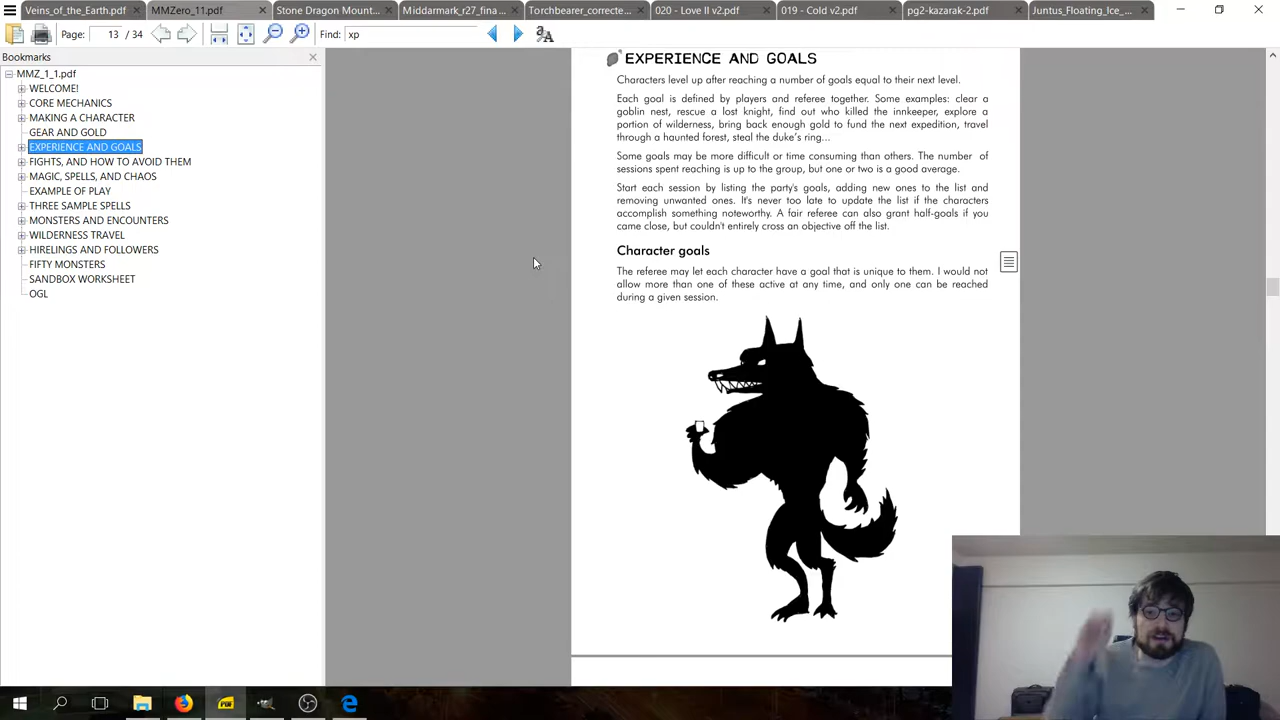 Veins_of_the_Earth.pdf
MMZero_11.pdf
Stone Dragon Mount...
Middarmark_r27_fina...
Torchbearer_correcte...
020 - Love II v2.pdf
019 - Cold v2.pdf
pg2-kazarak-2.pdf
Juntus_Floating_Ice_...
Page: 13 / 34
Find: xp
Bookmarks
MMZ_1_1.pdf
WELCOME!
CORE MECHANICS
MAKING A CHARACTER
GEAR AND GOLD
EXPERIENCE AND GOALS
FIGHTS, AND HOW TO AVOID THEM
MAGIC, SPELLS, AND CHAOS
EXAMPLE OF PLAY
THREE SAMPLE SPELLS
MONSTERS AND ENCOUNTERS
WILDERNESS TRAVEL
HIRELINGS AND FOLLOWERS
FIFTY MONSTERS
SANDBOX WORKSHEET
OGL
EXPERIENCE AND GOALS
Characters level up after reaching a number of goals equal to their next level.
Each goal is defined by players and referee together. Some examples: clear a
goblin nest, rescue a lost knight, find out who killed the innkeeper, explore a
portion of wilderness, bring back enough gold to fund the next expedition, travel
through a haunted forest, steal the duke's ring...
Some goals may be more difficult or time consuming than others. The number of
sessions spent reaching is up to the group, but one or two is a good average.
Start each session by listing the party's goals, adding new ones to the list and
removing unwanted ones. It's never too late to update the list if the characters
accomplish something noteworthy. A fair referee can also grant half-goals if you
came close, but couldn't entirely cross an objective off the list.
Character goals
The referee may let each character have a goal that is unique to them. I would not
allow more than one of these active at any time, and only one can be reached
during a given session.